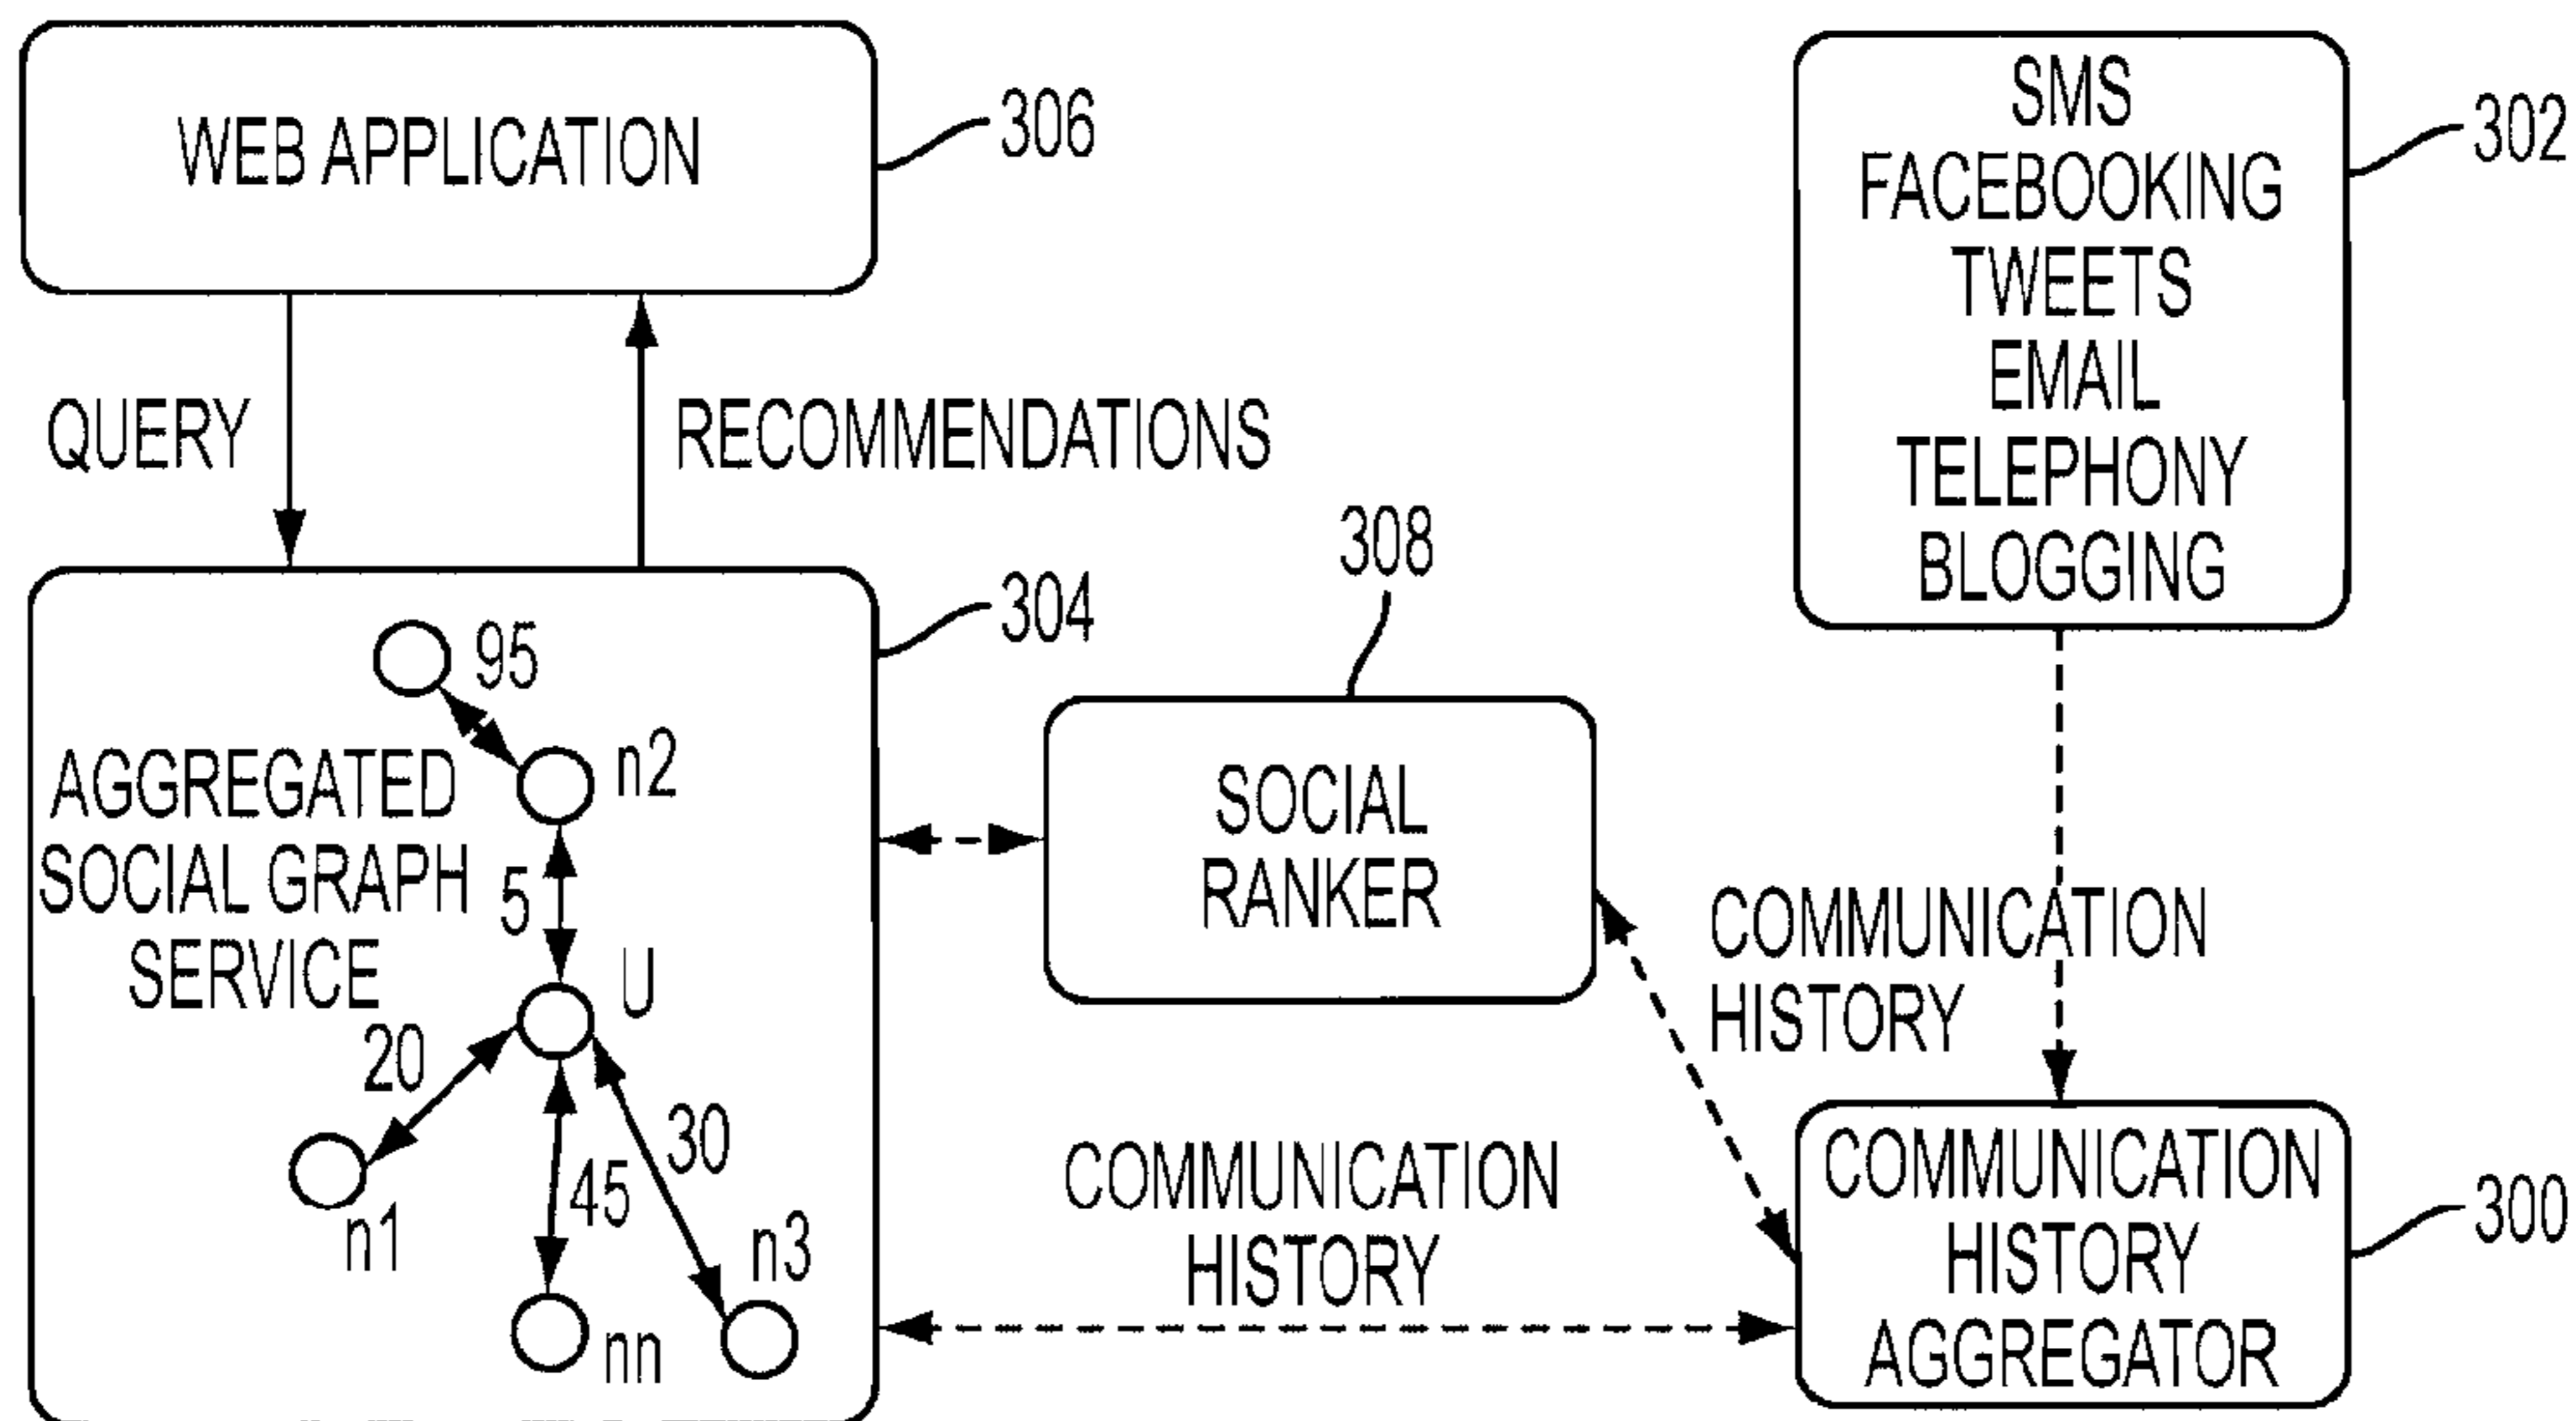 WEB APPLICATION
306
QUERY
RECOMMENDATIONS
304
95
n2
AGGREGATED
SOCIAL GRAPH
SERVICE
5
U
20
n1
45
nn
30
n3
308
SOCIAL
RANKER
SMS
FACEBOOKING
TWEETS
EMAIL
TELEPHONY
BLOGGING
302
COMMUNICATION
HISTORY
COMMUNICATION
HISTORY
COMMUNICATION
HISTORY
AGGREGATOR
300